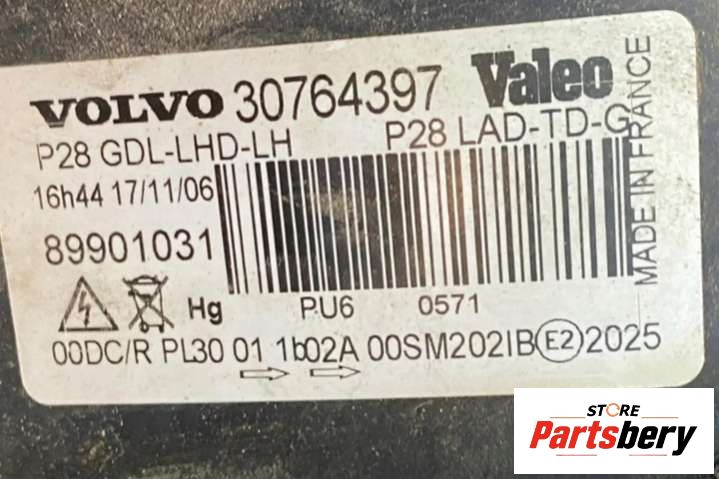 VOLVO 30764397 Valeo
P28 GDL-LHD-LH P28 LAD-TD-G
16h44 17/11/06
89901031
MADE IN FRANCE
Hg PU6 0571
00DC/R PL30 01 1b02A 00SM202IB E2 2025
STORE
Partsbery